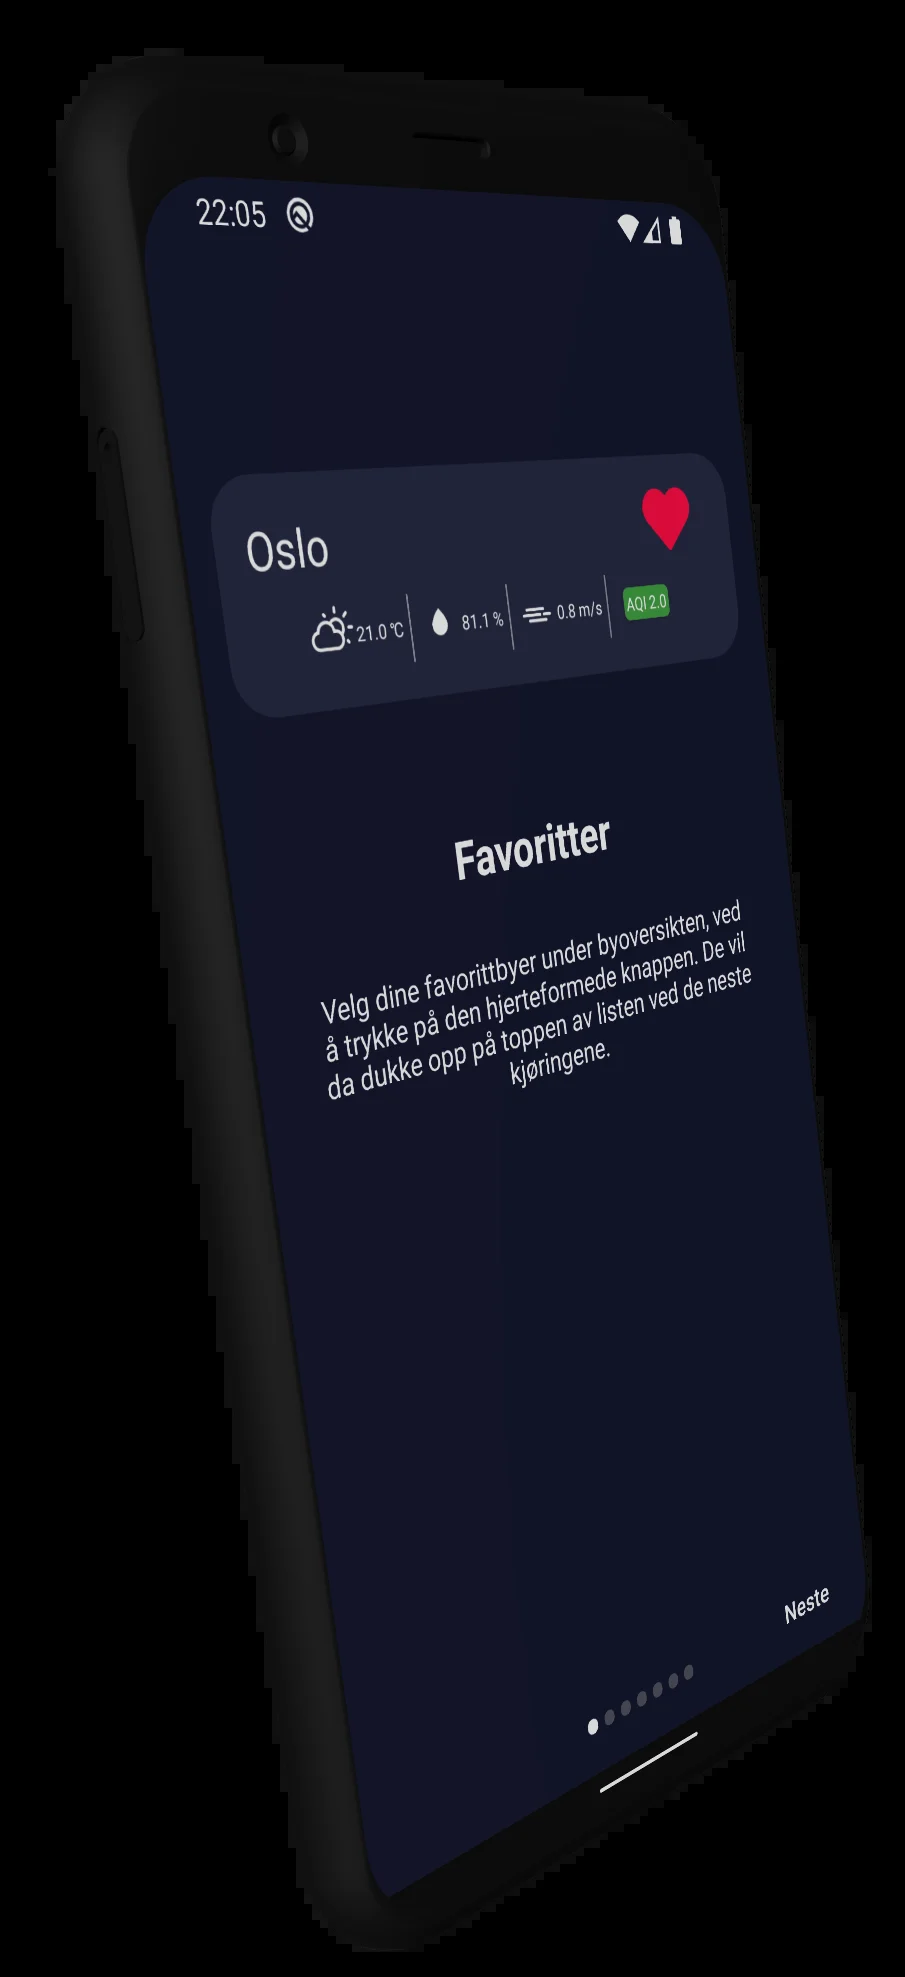 22:05
Oslo
21.0 °C 81.1 % 0.8 m/s AQI 2.0
Favoritter
Velg dine favorittbyer under byoversikten, ved
å trykke på den hjerteformede knappen. De vil
da dukke opp på toppen av listen ved de neste
kjøringene.
Neste